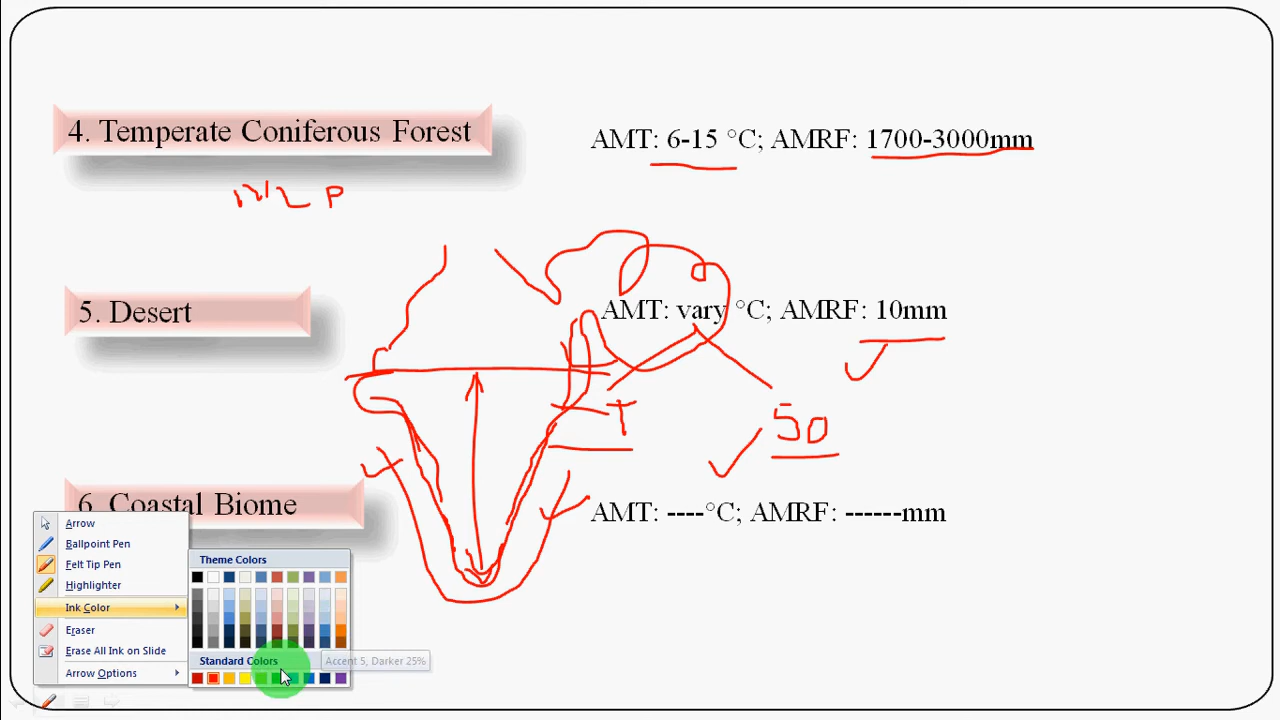 4. Temperate Coniferous Forest
AMT: 6-15 °C; AMRF: 1700-3000mm
P
5. Desert
AMT: vary °C; AMRF: 10mm
T
50
6. Coastal Biome
AMT: ----°C; AMRF: ------mm
Arrow
Ballpoint Pen
Felt Tip Pen
Highlighter
Ink Color
Eraser
Erase All Ink on Slide
Arrow Options
Theme Colors
Standard Colors
Accent 5, Darker 25%